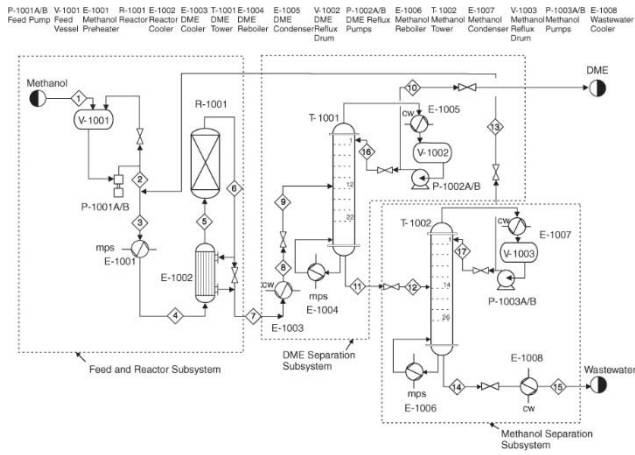 P-1001A/B V-1001 E-1001 R-1001 E-1002 E-1003 T-1001 E-1004 E-1005 V-1002 P-1002A/B E-1006 T-1002 E-1007 V-1003 P-1003A/B E-1008
Feed Pump Feed Methanol Reactor Reactor DME DME DME DME DME DME Reflux Methanol Methanol Methanol Methanol Methanol Wastewater
Vessel Preheater Cooler Cooler Tower Reboiler Condenser Reflux Pumps Reboiler Tower Condenser Reflux Pumps Cooler
Drum Drum
Methanol
1
V-1001
2
P-1001A/B
3
mps
E-1001
4
R-1001
5
6
E-1002
7
Feed and Reactor Subsystem
8
9
cw
E-1003
T-1001
1
12
22
mps
E-1004
cw
E-1005
V-1002
16
P-1002A/B
10
DME
11
DME Separation
Subsystem
12
13
T-1002
1
14
26
mps
E-1006
cw
E-1007
V-1003
17
P-1003A/B
14
E-1008
cw
15
Wastewater
Methanol Separation
Subsystem